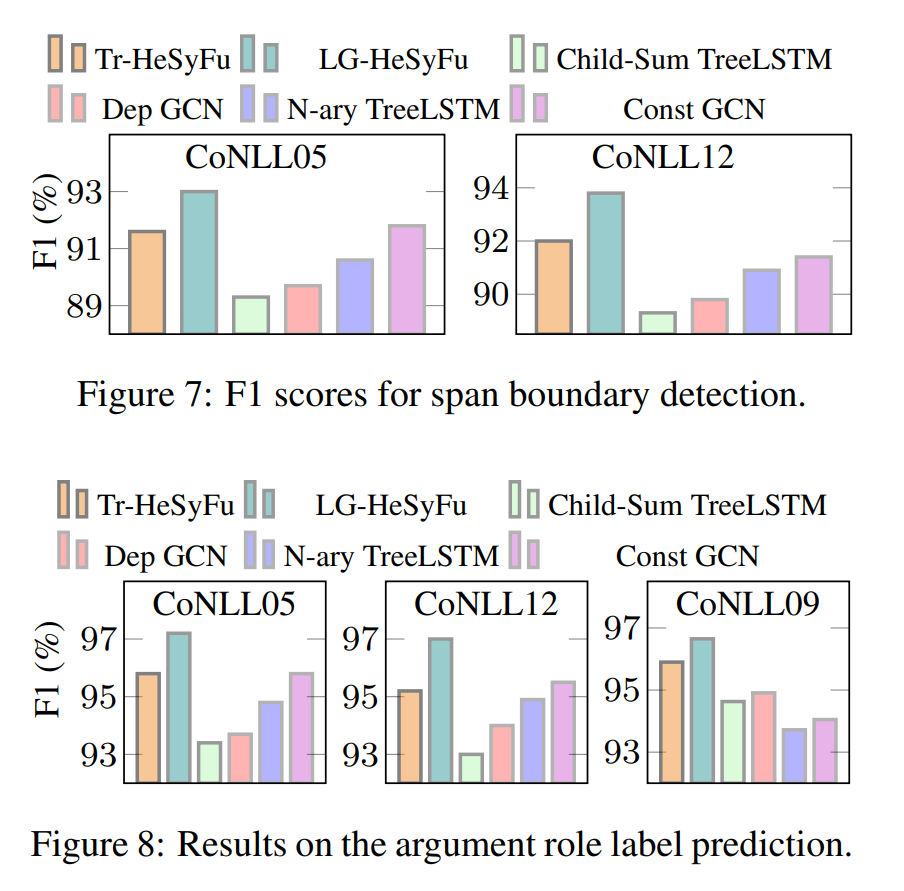 Tr-HeSyFu LG-HeSyFu Child-Sum TreeLSTM
Dep GCN N-ary TreeLSTM Const GCN
CoNLL05 CoNLL12
F1 (%)
93
91
89
94
92
90
Figure 7: F1 scores for span boundary detection.
Tr-HeSyFu LG-HeSyFu Child-Sum TreeLSTM
Dep GCN N-ary TreeLSTM Const GCN
CoNLL05 CoNLL12 CoNLL09
F1 (%)
97
95
93
97
95
93
97
95
93
Figure 8: Results on the argument role label prediction.